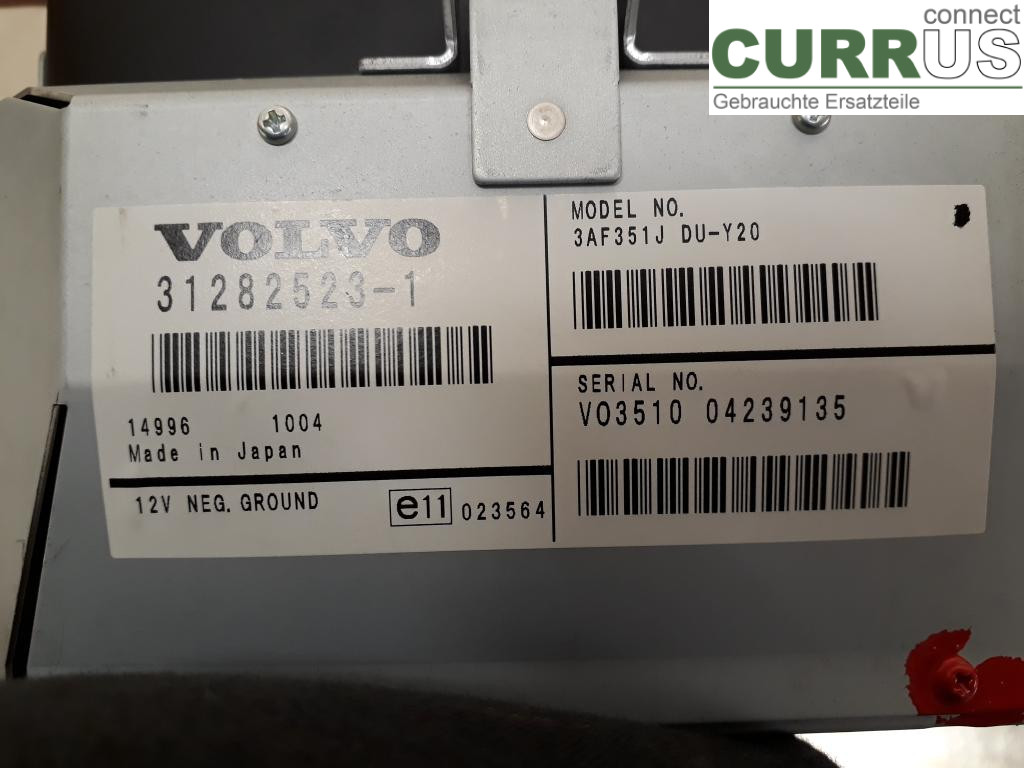 connect
CURRUS
Gebrauchte Ersatzteile
VOLVO
31282523-1
14996 1004
Made in Japan
12V NEG. GROUND e11 023564
MODEL NO.
3AF351J DU-Y20
SERIAL NO.
VO3510 04239135